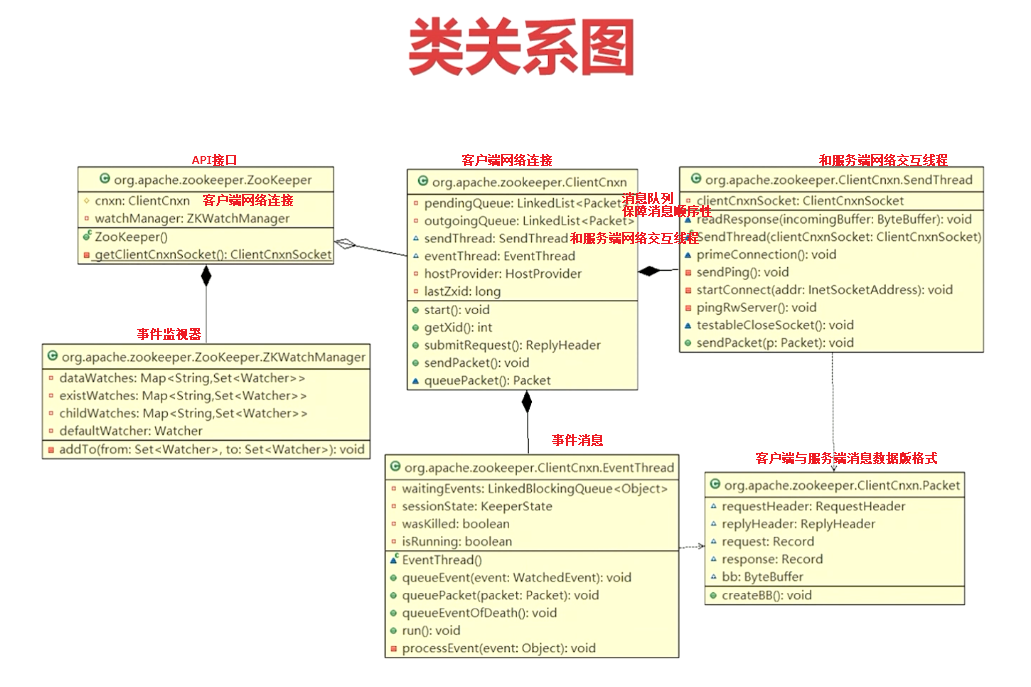 类关系图
API接口
org.apache.zookeeper.ZooKeeper
cnxn: ClientCnxn 客户端网络连接
watchManager: ZKWatchManager
ZooKeeper()
getClientCnxnSocket(): ClientCnxnSocket
事件监视器
org.apache.zookeeper.ZooKeeper.ZKWatchManager
dataWatches: Map<String,Set<Watcher>>
existWatches: Map<String,Set<Watcher>>
childWatches: Map<String,Set<Watcher>>
defaultWatcher: Watcher
addTo(from: Set<Watcher>, to: Set<Watcher>): void
客户端网络连接
org.apache.zookeeper.ClientCnxn
pendingQueue: LinkedList<Packet> 消息队列
outgoingQueue: LinkedList<Packet> 保障消息顺序性
sendThread: SendThread 和服务端网络交互线程
eventThread: EventThread
hostProvider: HostProvider
lastZxid: long
start(): void
getXid(): int
submitRequest(): ReplyHeader
sendPacket(): void
queuePacket(): Packet
和服务端网络交互线程
org.apache.zookeeper.ClientCnxn.SendThread
clientCnxnSocket: ClientCnxnSocket
readResponse(incomingBuffer: ByteBuffer): void
SendThread(clientCnxnSocket: ClientCnxnSocket)
primeConnection(): void
sendPing(): void
startConnect(addr: InetSocketAddress): void
pingRwServer(): void
testableCloseSocket(): void
sendPacket(p: Packet): void
事件消息
org.apache.zookeeper.ClientCnxn.EventThread
waitingEvents: LinkedBlockingQueue<Object>
sessionState: KeeperState
wasKilled: boolean
isRunning: boolean
EventThread()
queueEvent(event: WatchedEvent): void
queuePacket(packet: Packet): void
queueEventOfDeath(): void
run(): void
processEvent(event: Object): void
客户端与服务端消息数据版格式
org.apache.zookeeper.ClientCnxn.Packet
requestHeader: RequestHeader
replyHeader: ReplyHeader
request: Record
response: Record
bb: ByteBuffer
createBB(): void